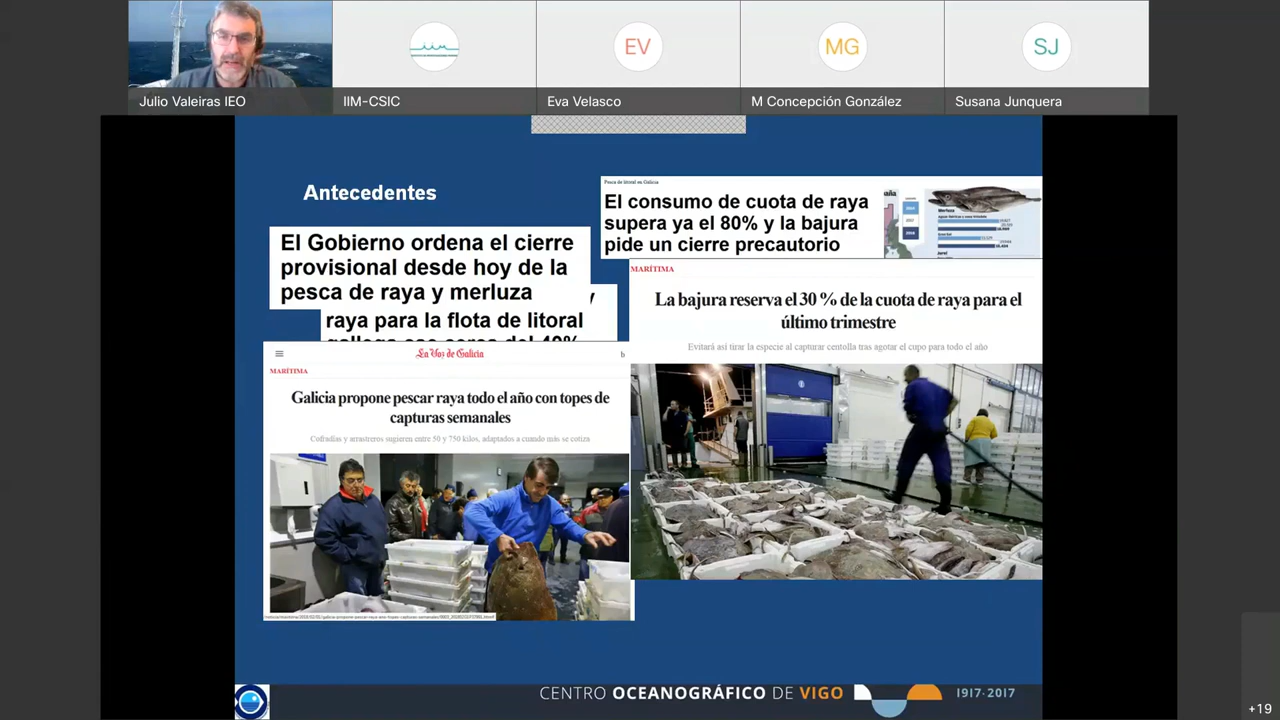 EV
MG
SJ
Julio Valeiras IEO
IIM-CSIC
Eva Velasco
M Concepción González
Susana Junquera
Antecedentes
El Gobierno ordena el cierre
provisional desde hoy de la
pesca de raya y merluza
y
raya para la flota de litoral
Pesca de litoral en Galicia
El consumo de cuota de raya
supera ya el 80% y la bajura
pide un cierre precautorio
Merluza
MARÍTIMA
La bajura reserva el 30 % de la cuota de raya para el
último trimestre
Evitará así tirar la especie al capturar centolla tras agotar el cupo para todo el año
La Voz de Galicia
MARÍTIMA
Galicia propone pescar raya todo el año con topes de
capturas semanales
Cofradías y arrastreros sugieren entre 50 y 750 kilos, adaptados a cuando más se cotiza
CENTRO OCEANOGRÁFICO DE VIGO
1917·2017
+19